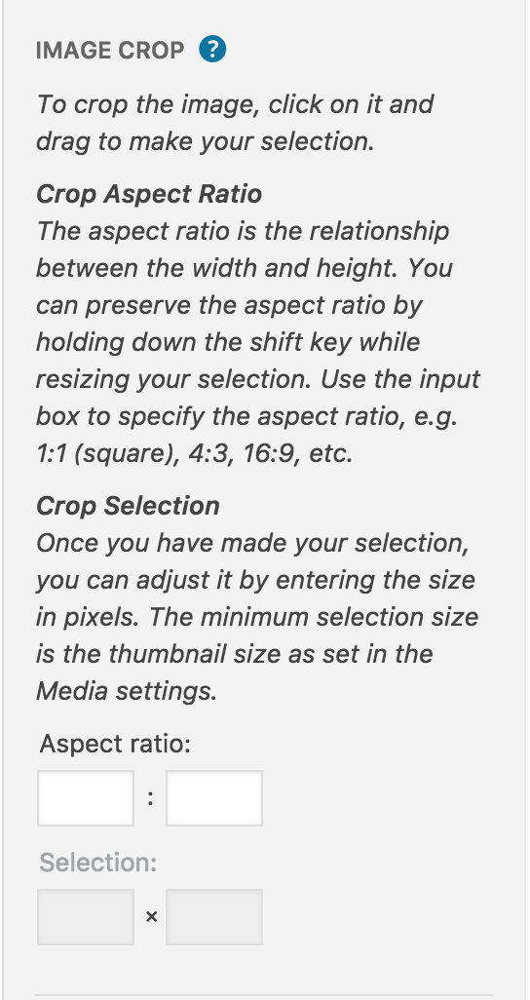 IMAGE CROP ?
To crop the image, click on it and
drag to make your selection.
Crop Aspect Ratio
The aspect ratio is the relationship
between the width and height. You
can preserve the aspect ratio by
holding down the shift key while
resizing your selection. Use the input
box to specify the aspect ratio, e.g.
1:1 (square), 4:3, 16:9, etc.
Crop Selection
Once you have made your selection,
you can adjust it by entering the size
in pixels. The minimum selection size
is the thumbnail size as set in the
Media settings.
Aspect ratio:
:
Selection:
×